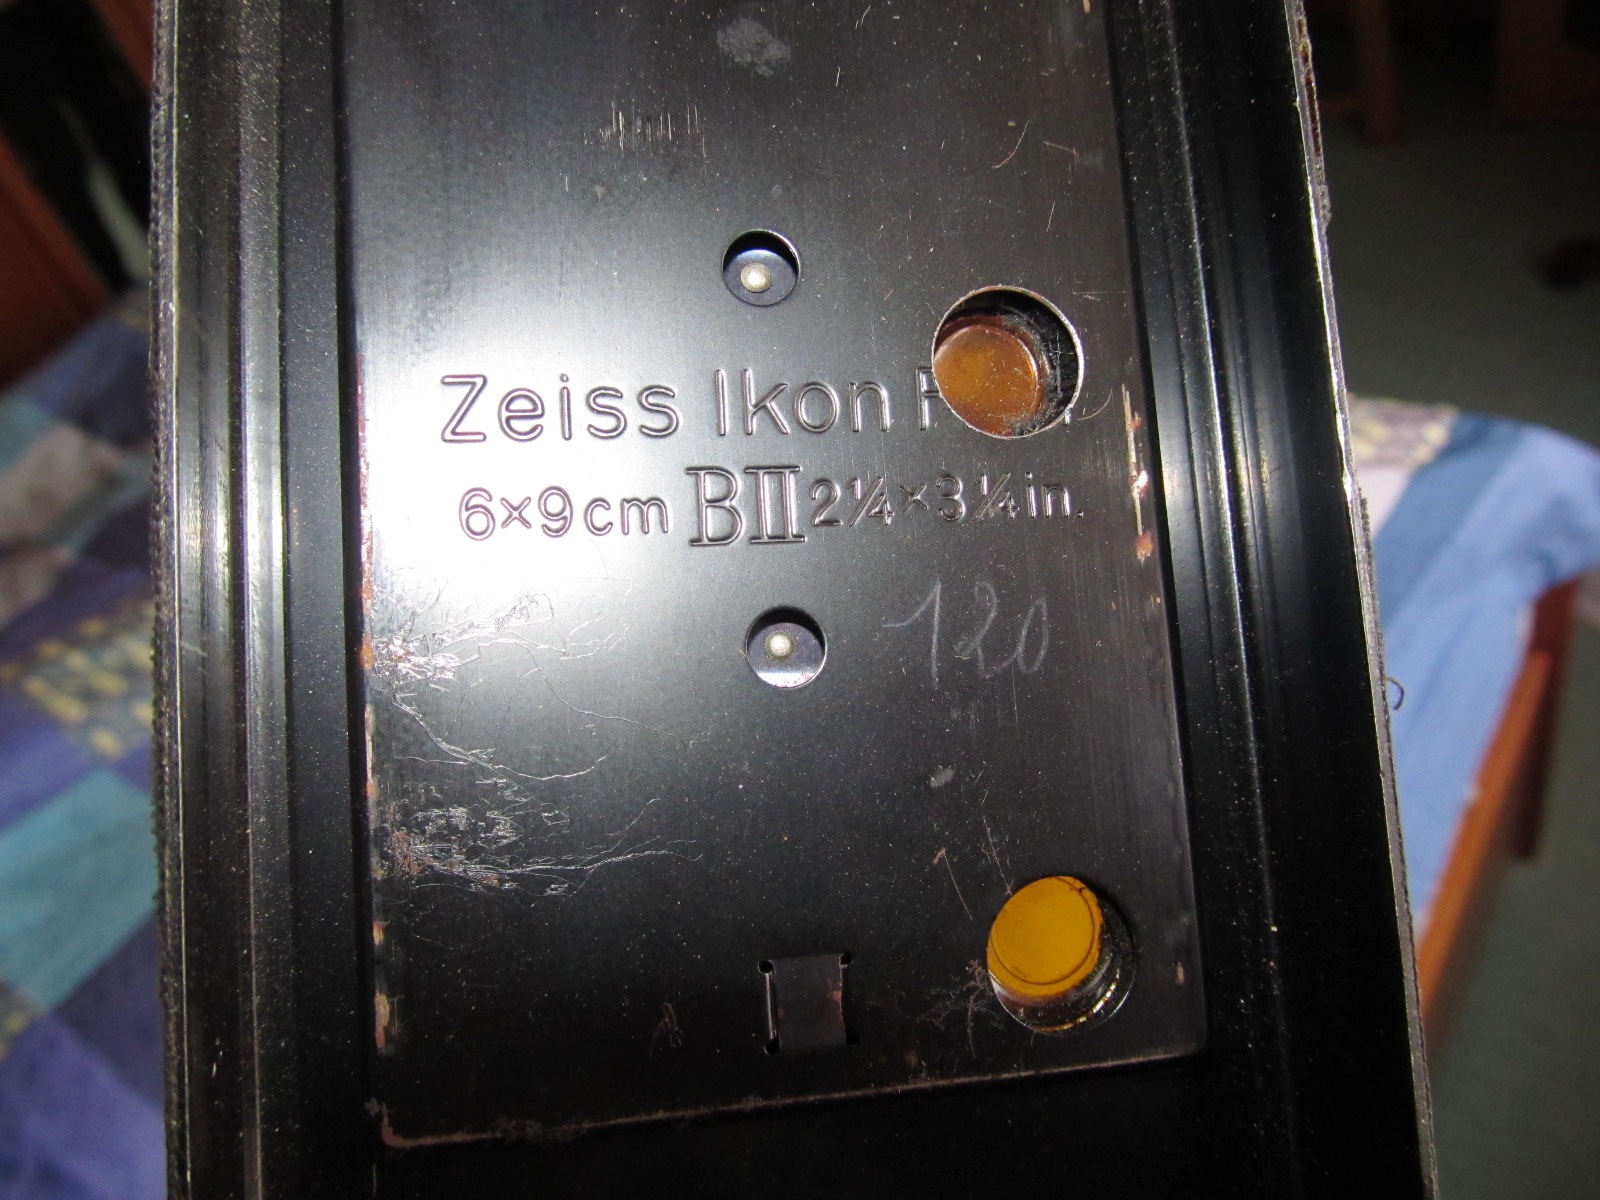 Zeiss Ikon F
6×9cm BII 2¼×3¼in.
120